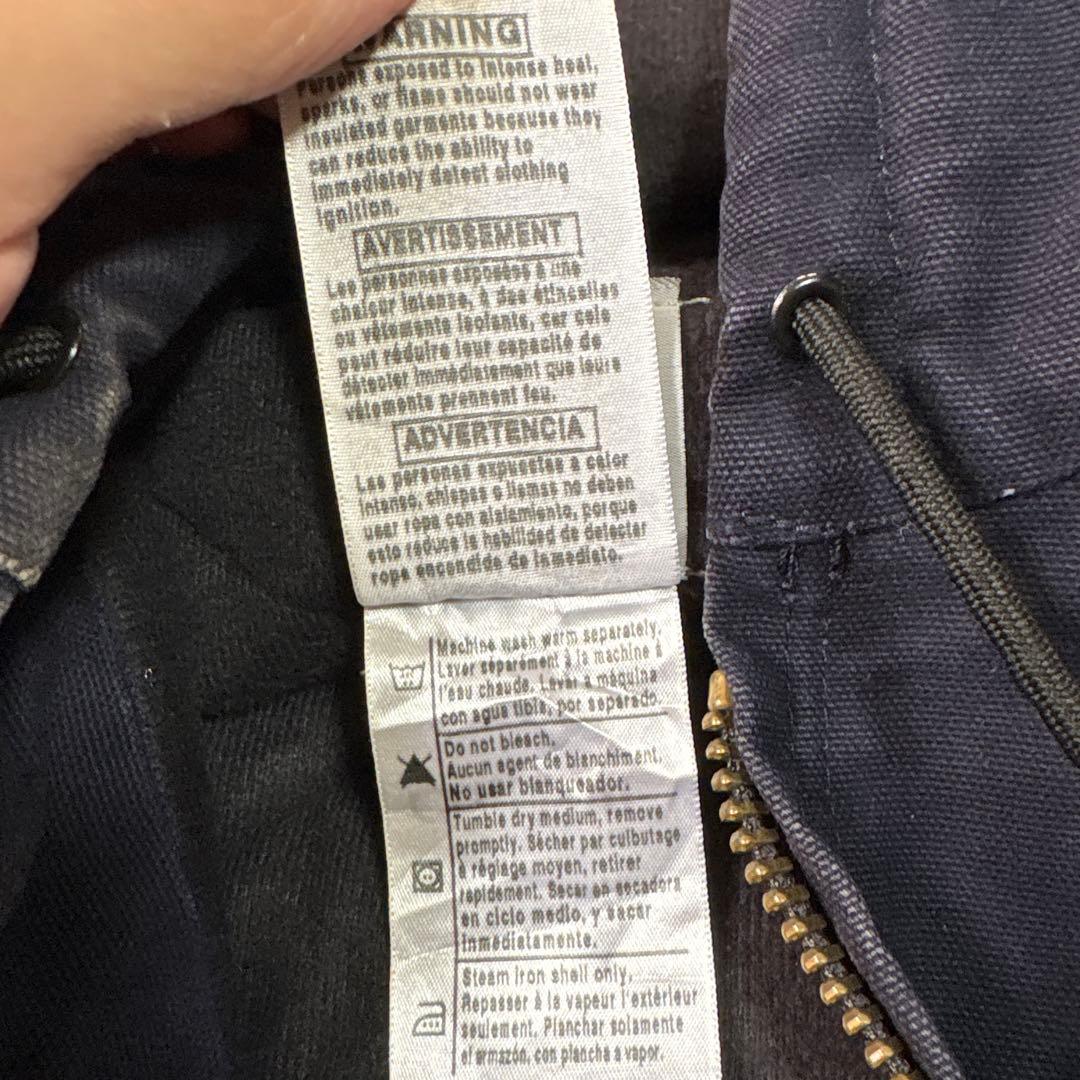 WARNING
Persons exposed to intense heat,
sparks, or flame should not wear
insulated garments because they
can reduce the ability to
immediately detect clothing
ignition.
AVERTISSEMENT
Les personnes exposées à une
chaleur intense, à des étincelles
ou vêtements isolants, car cela
peut réduire leur capacité de
détecter immédiatement que leurs
vêtements prennent feu.
ADVERTENCIA
Las personas expuestas a calor
intenso, chispas o llamas no deben
usar ropa con aislamiento, porque
esto reduce la habilidad de detectar
ropa encendida de inmediato.
Machine wash warm separately.
Laver séparément à la machine à
l'eau chaude. Lavar a máquina
con agua tibia, por separado.
Do not bleach.
Aucun agent de blanchiment.
No usar blanqueador.
Tumble dry medium, remove
promptly. Sécher par culbutage
à réglage moyen, retirer
rapidement. Secar en secadora
en ciclo medio, y sacar
inmediatamente.
Steam iron shell only.
Repasser à la vapeur l'extérieur
seulement. Planchar solamente
el armazón, con plancha a vapor.